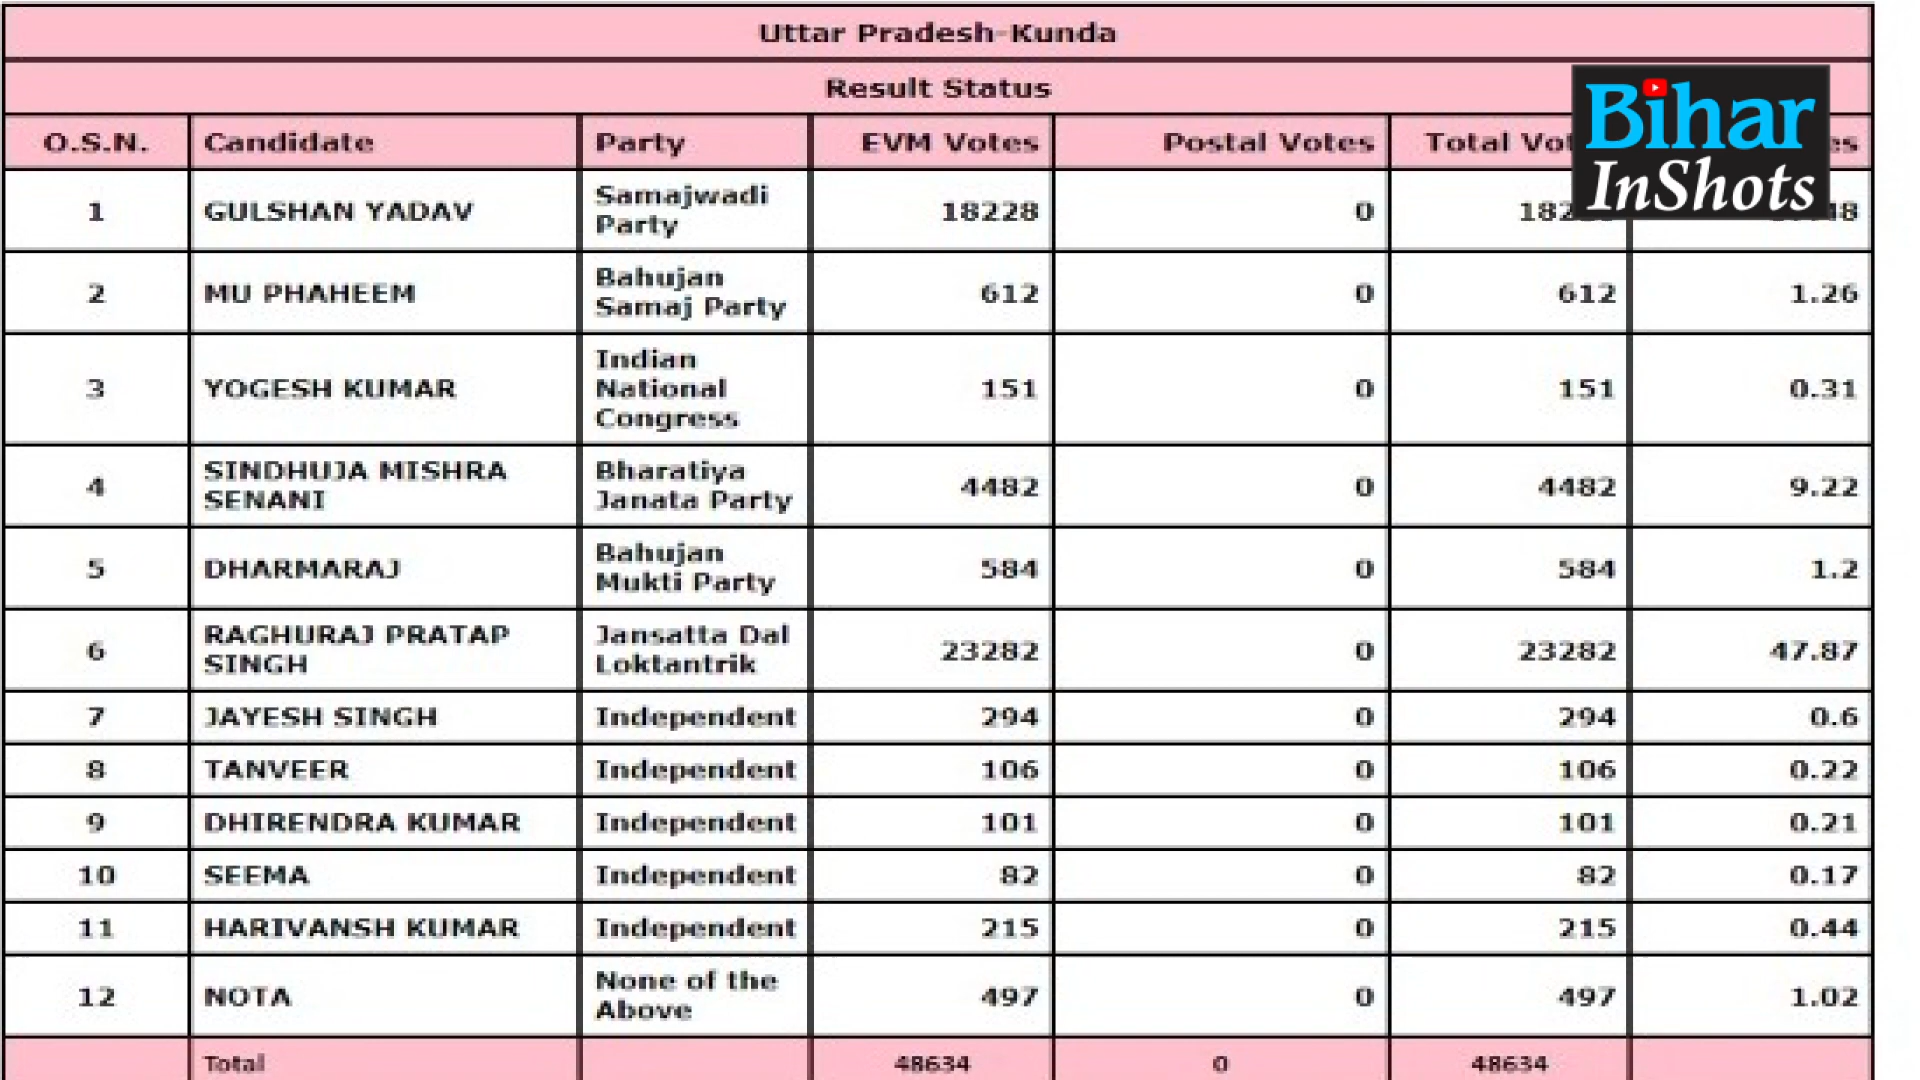 Uttar Pradesh-Kunda
Result Status
O.S.N. Candidate Party EVM Votes Postal Votes Total
Bihar
InShots
1 GULSHAN YADAV Samajwadi
Party 18228 0
2 MU PHAHEEM Bahujan
Samaj Party 612 0 612 1.26
3 YOGESH KUMAR Indian
National
Congress 151 0 151 0.31
4 SINDHUJA MISHRA
SENANI Bharatiya
Janata Party 4482 0 4482 9.22
5 DHARMARAJ Bahujan
Mukti Party 584 0 584 1.2
6 RAGHURAJ PRATAP
SINGH Jansatta Dal
Loktantrik 23282 0 23282 47.87
7 JAYESH SINGH Independent 294 0 294 0.6
8 TANVEER Independent 106 0 106 0.22
9 DHIRENDRA KUMAR Independent 101 0 101 0.21
10 SEEMA Independent 82 0 82 0.17
11 HARIVANSH KUMAR Independent 215 0 215 0.44
12 NOTA None of the
Above 497 0 497 1.02
Total 48634 0 48634